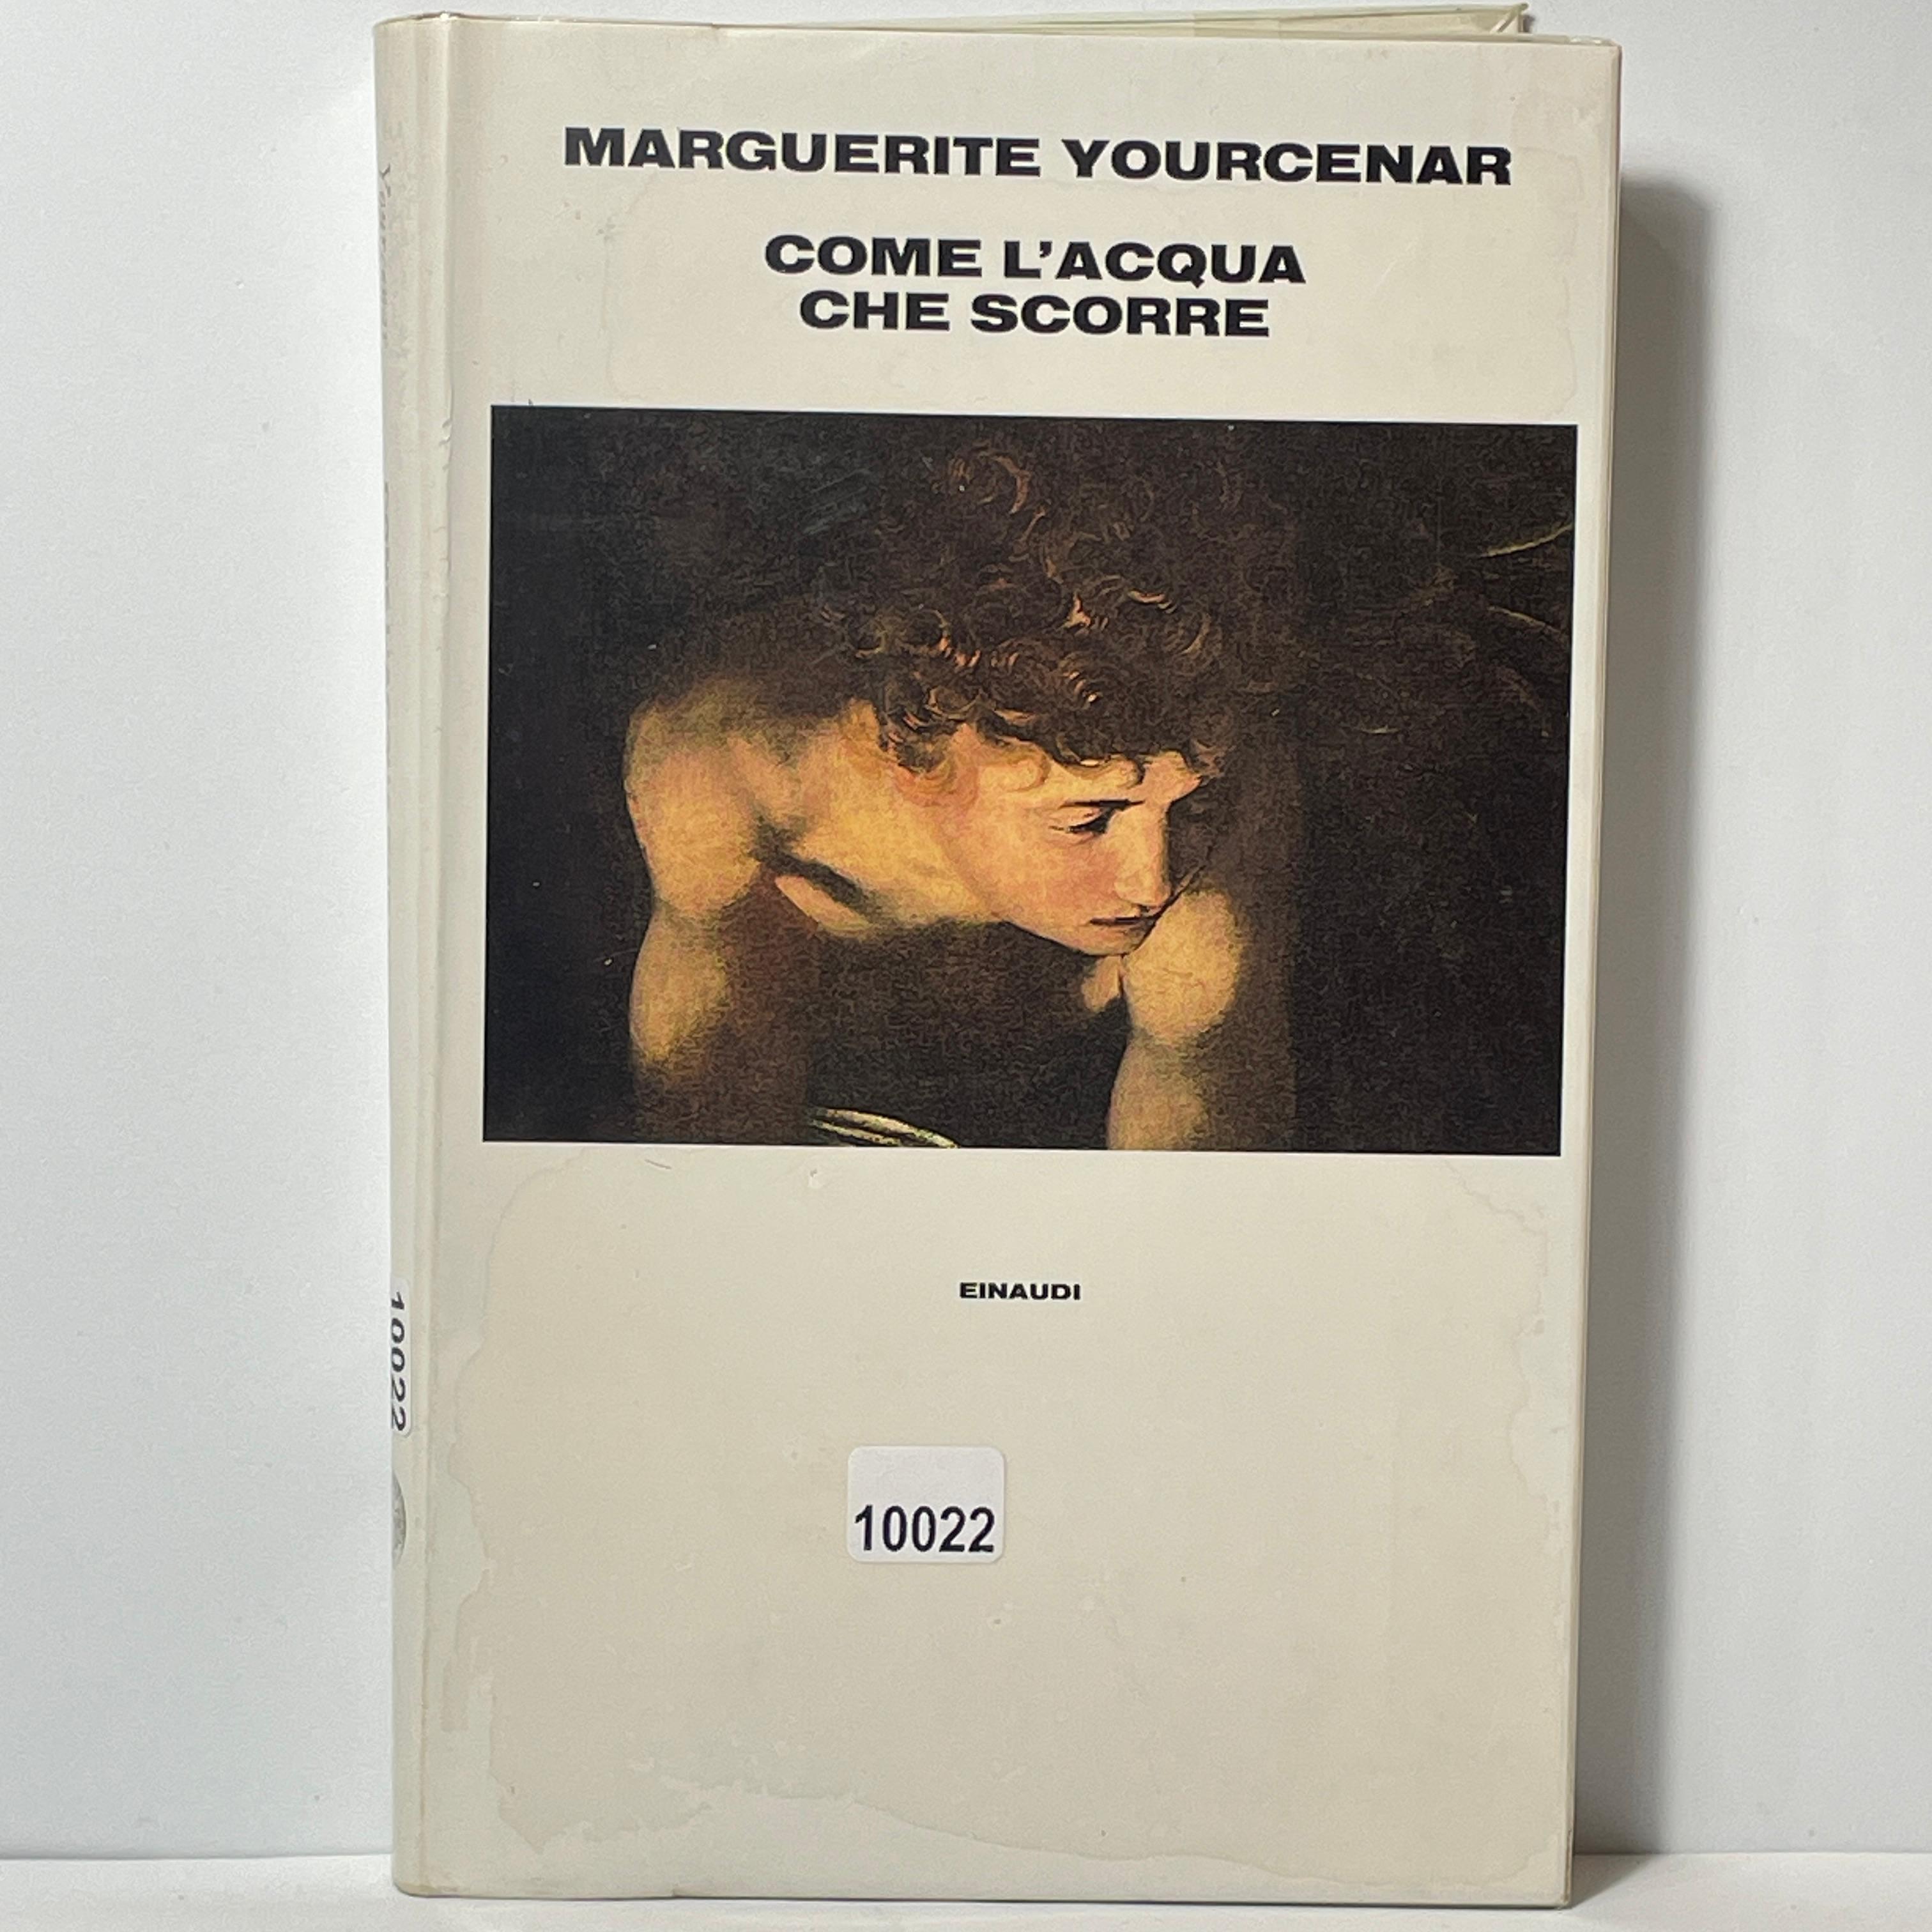 MARGUERITE YOURCENAR
COME L'ACQUA
CHE SCORRE
EINAUDI
10022
10022